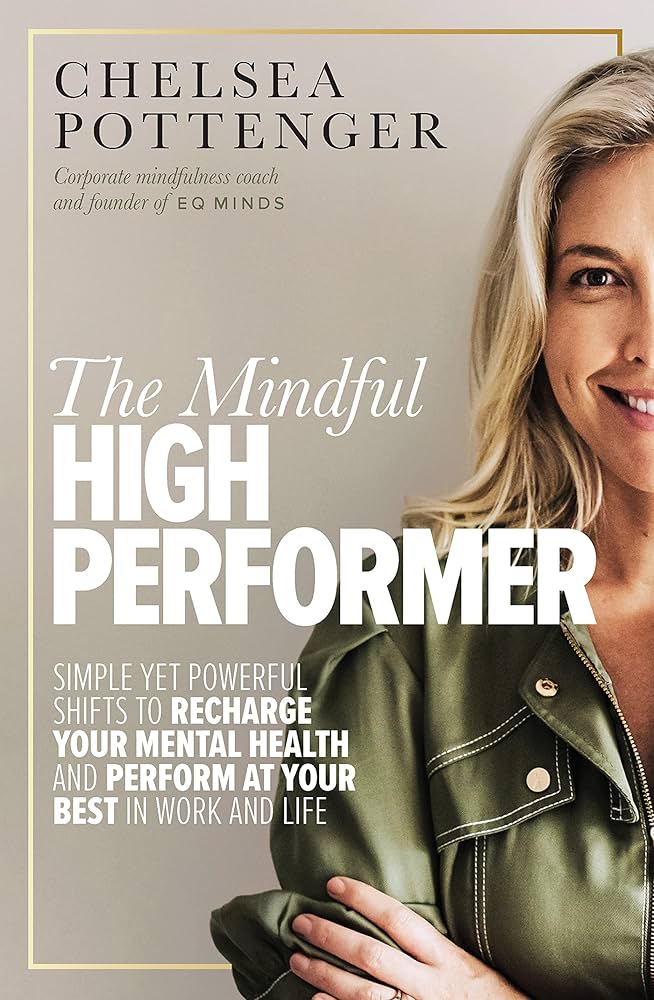 CHELSEA
POTTENGER
Corporate mindfulness coach
and founder of EQ MINDS
The Mindful
HIGH
PERFORMER
SIMPLE YET POWERFUL
SHIFTS TO RECHARGE
YOUR MENTAL HEALTH
AND PERFORM AT YOUR
BEST IN WORK AND LIFE